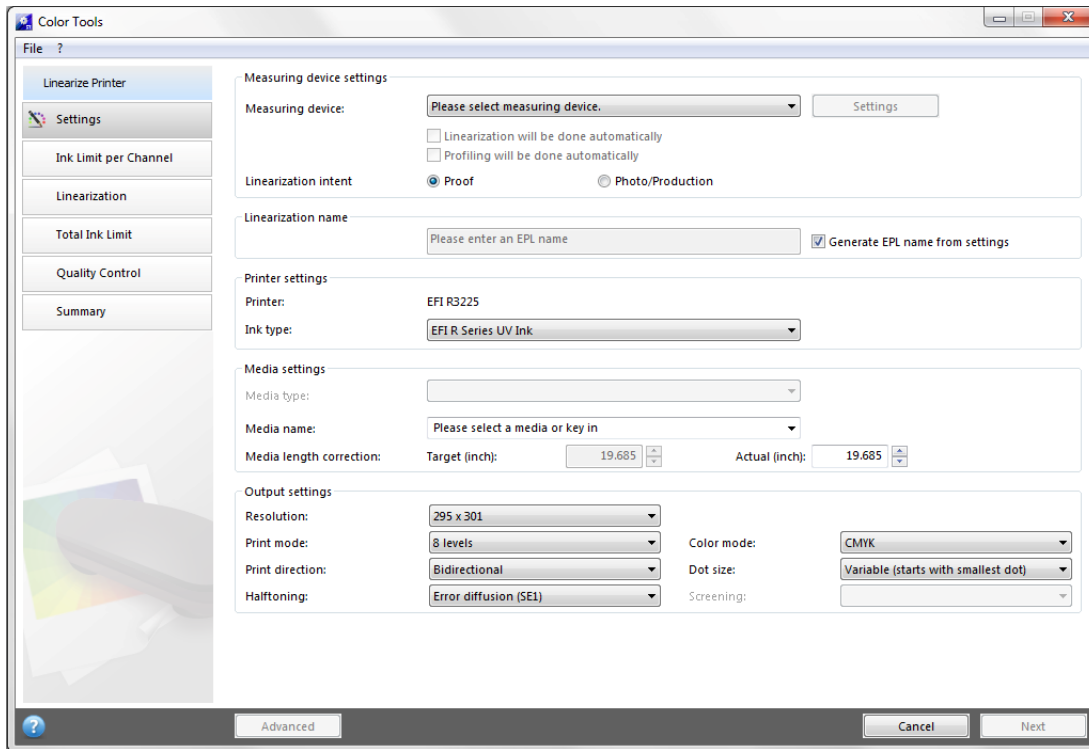 Color Tools
File ?
Linearize Printer
Settings
Ink Limit per Channel
Linearization
Total Ink Limit
Quality Control
Summary
Measuring device settings
Measuring device: Please select measuring device. Settings
Linearization will be done automatically
Profiling will be done automatically
Linearization intent Proof Photo/Production
Linearization name
Please enter an EPL name Generate EPL name from settings
Printer settings
Printer: EFI R3225
Ink type: EFI R Series UV Ink
Media settings
Media type:
Media name: Please select a media or key in
Media length correction: Target (inch): 19.685 Actual (inch): 19.685
Output settings
Resolution: 295 x 301
Print mode: 8 levels Color mode: CMYK
Print direction: Bidirectional Dot size: Variable (starts with smallest dot)
Halftoning: Error diffusion (SE1) Screening:
? Advanced Cancel Next